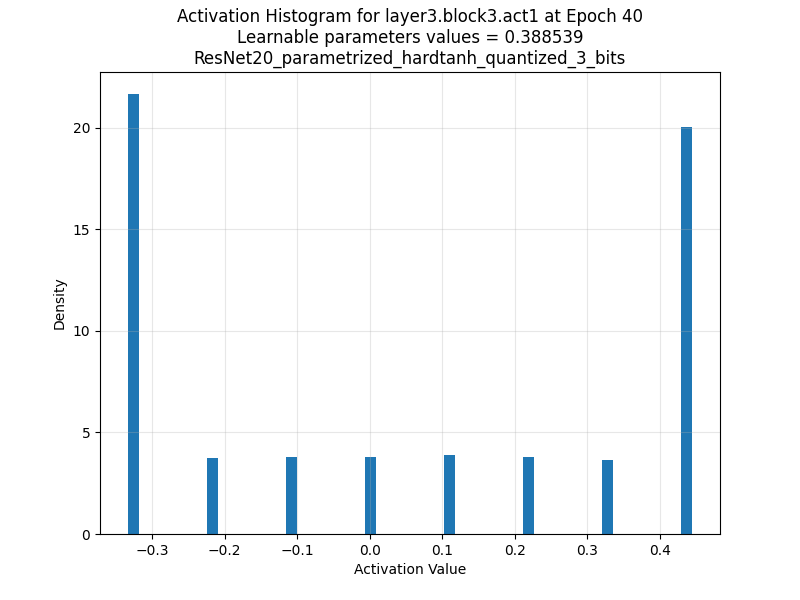 Activation Histogram for layer3.block3.act1 at Epoch 40
Learnable parameters values = 0.388539
ResNet20_parametrized_hardtanh_quantized_3_bits
20
15
10
5
0
Density
−0.3 −0.2 −0.1 0.0 0.1 0.2 0.3 0.4
Activation Value